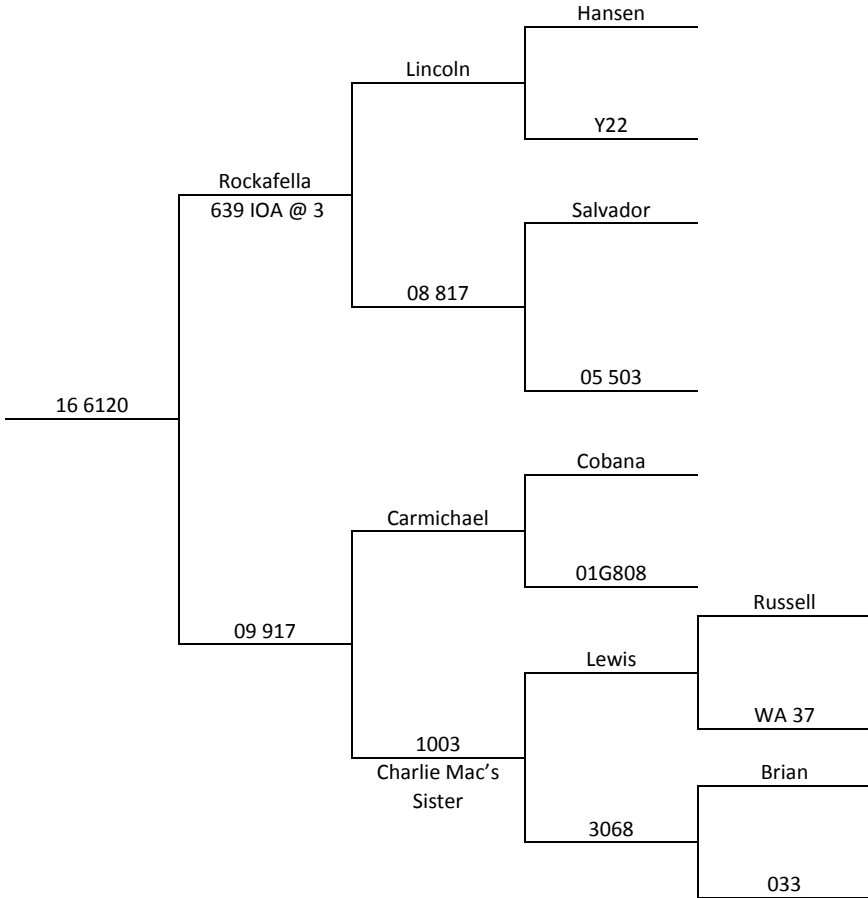 Hansen
Lincoln
Y22
Rockafella
639 IOA @ 3
Salvador
08 817
05 503
16 6120
Cobana
Carmichael
01G808
Russell
09 917
Lewis
WA 37
1003
Charlie Mac’s
Sister
Brian
3068
033